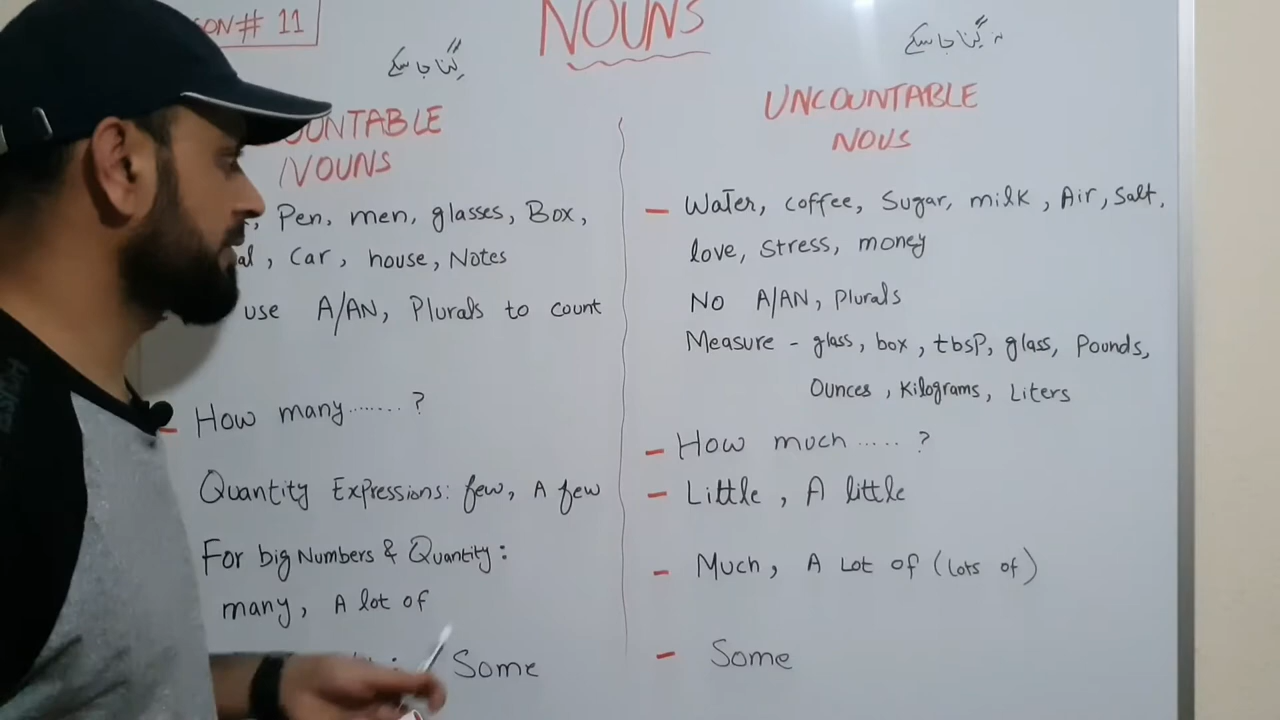 SON# 11
NOUNS
گنا جا سکے
نہ گنا جا سکے
OUNTABLE
NOUNS
Pen, men, glasses, Box,
al, Car, house, Notes
use A/AN, Plurals to count
- How many.......?
Quantity Expressions: few, A few
For big Numbers & Quantity:
many, A lot of
Some
UNCOUNTABLE
NOUS
- Water, coffee, Sugar, milk, Air, Salt,
love, Stress, money
No A/AN, Plurals
Measure - glass, box, tbsp, glass, Pounds,
Ounces, Kilograms, Liters
- How much.....?
- Little, A little
- Much, A Lot of (lots of)
- Some